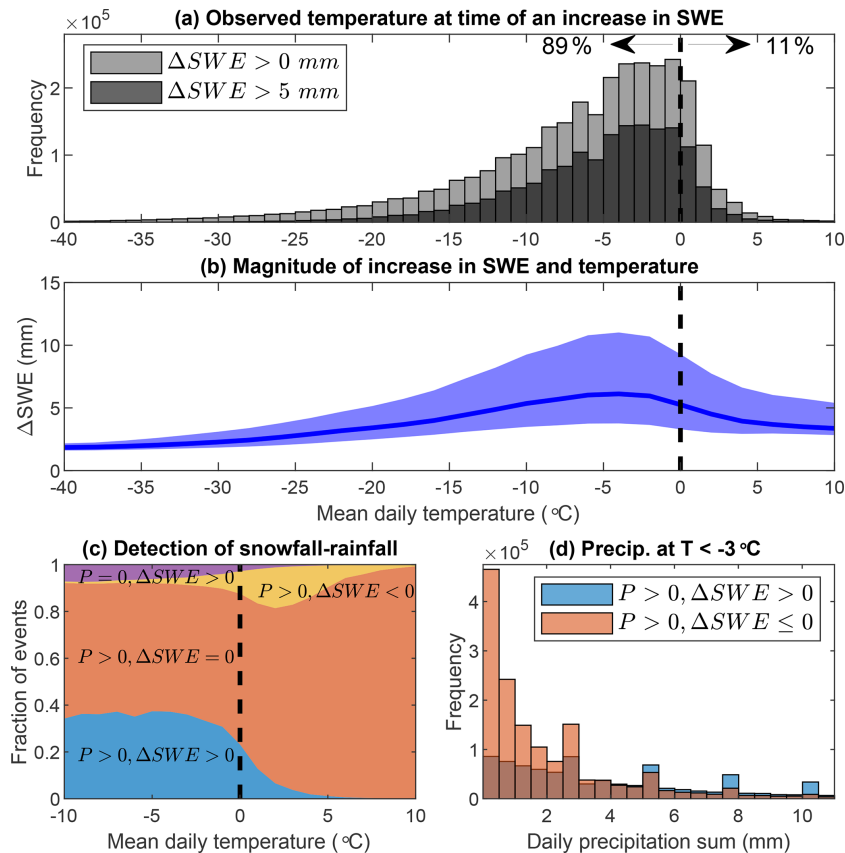 (a) Observed temperature at time of an increase in SWE
×10⁵
89 % 11 %
ΔSWE > 0 mm
ΔSWE > 5 mm
Frequency
2
1
0
-40 -35 -30 -25 -20 -15 -10 -5 0 5 10
(b) Magnitude of increase in SWE and temperature
ΔSWE (mm)
15
10
5
0
-40 -35 -30 -25 -20 -15 -10 -5 0 5 10
Mean daily temperature (°C)
(c) Detection of snowfall-rainfall
Fraction of events
1
0.8
0.6
0.4
0.2
0
P = 0, ΔSWE > 0
P > 0, ΔSWE < 0
P > 0, ΔSWE = 0
P > 0, ΔSWE > 0
-10 -5 0 5 10
Mean daily temperature (°C)
(d) Precip. at T < -3 °C
×10⁵
P > 0, ΔSWE > 0
P > 0, ΔSWE ≤ 0
Frequency
4
3
2
1
0
2 4 6 8 10
Daily precipitation sum (mm)